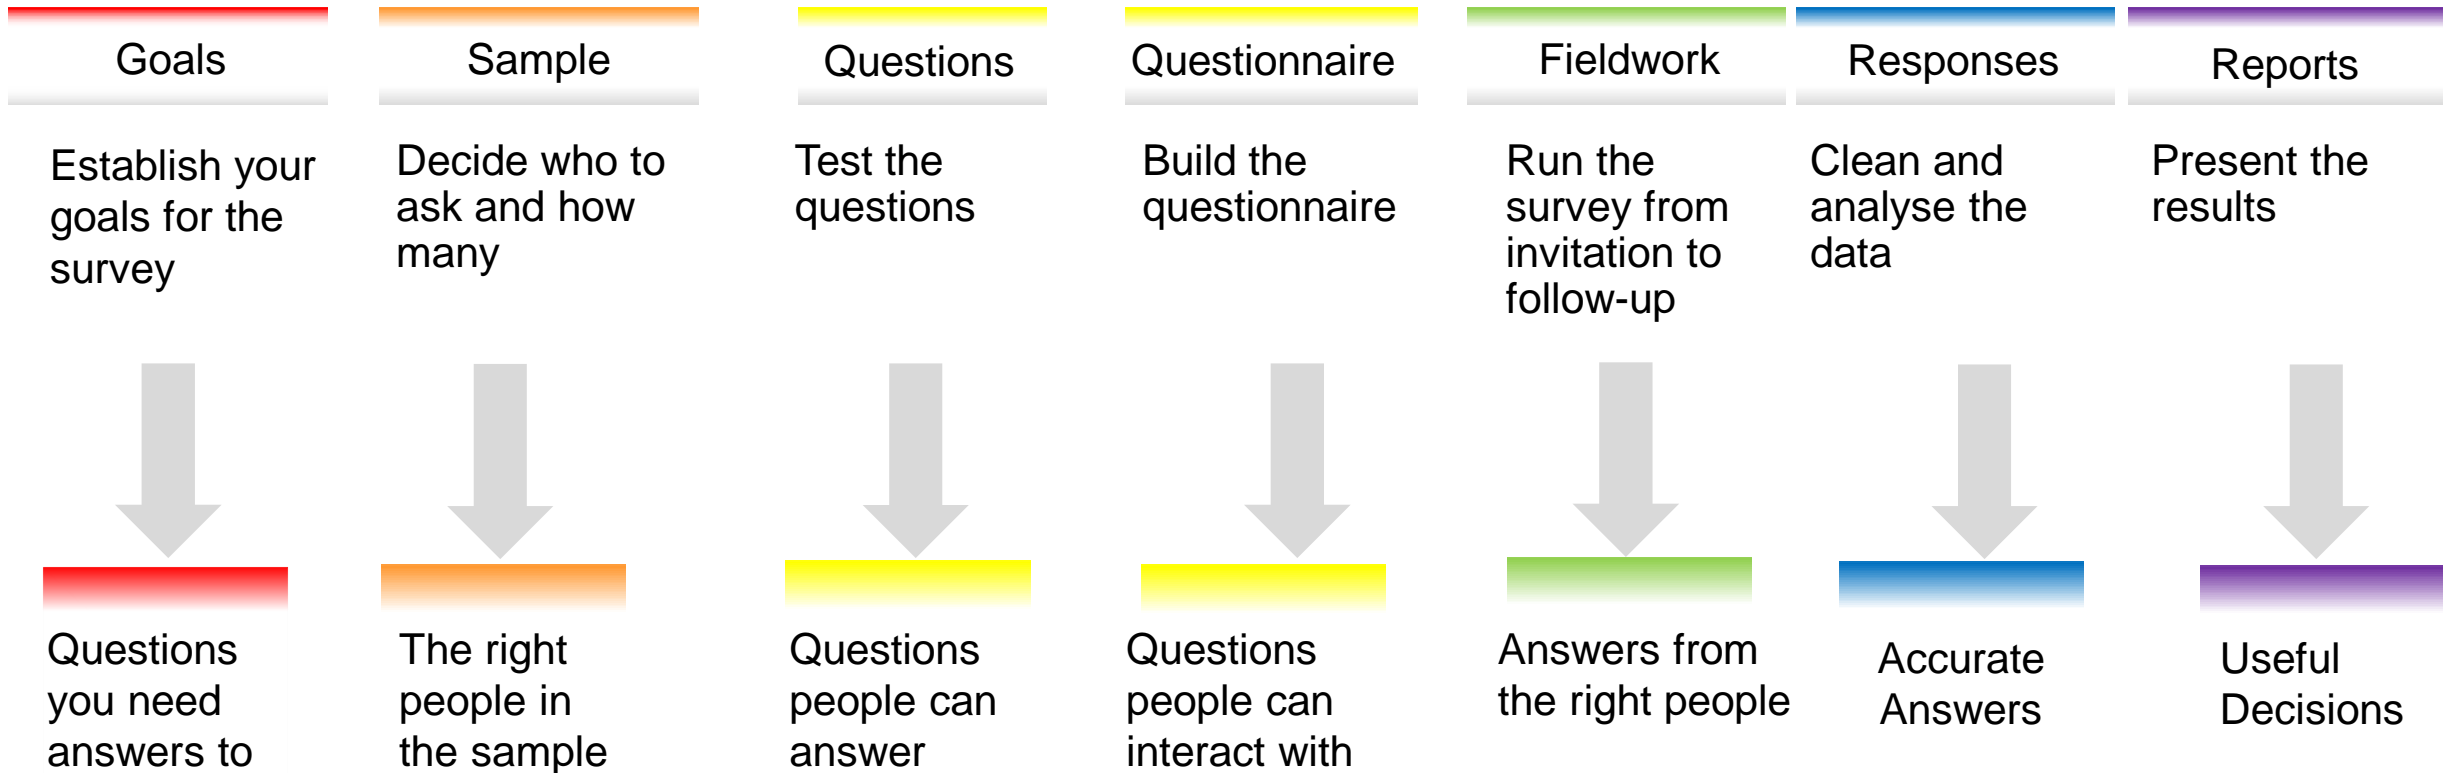 Goals
Sample
Questions
Questionnaire
Fieldwork
Responses
Reports
Establish your
goals for the
survey
Decide who to
ask and how
many
Test the
questions
Build the
questionnaire
Run the
survey from
invitation to
follow-up
Clean and
analyse the
data
Present the
results
Questions
you need
answers to
The right
people in
the sample
Questions
people can
answer
Questions
people can
interact with
Answers from
the right people
Accurate
Answers
Useful
Decisions